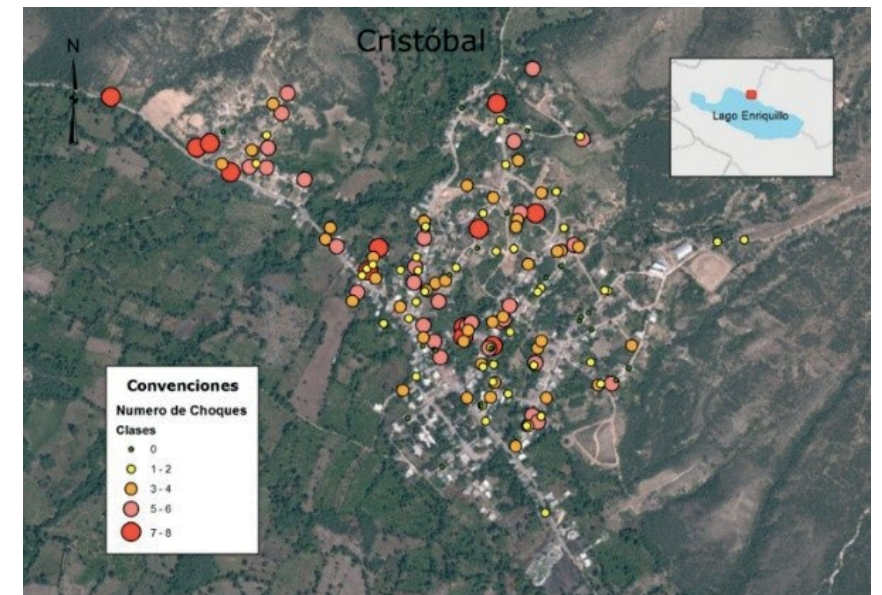 Cristóbal
N
Lago Enriquillo
Convenciones
Numero de Choques
Clases
0
1 - 2
3 - 4
5 - 6
7 - 8